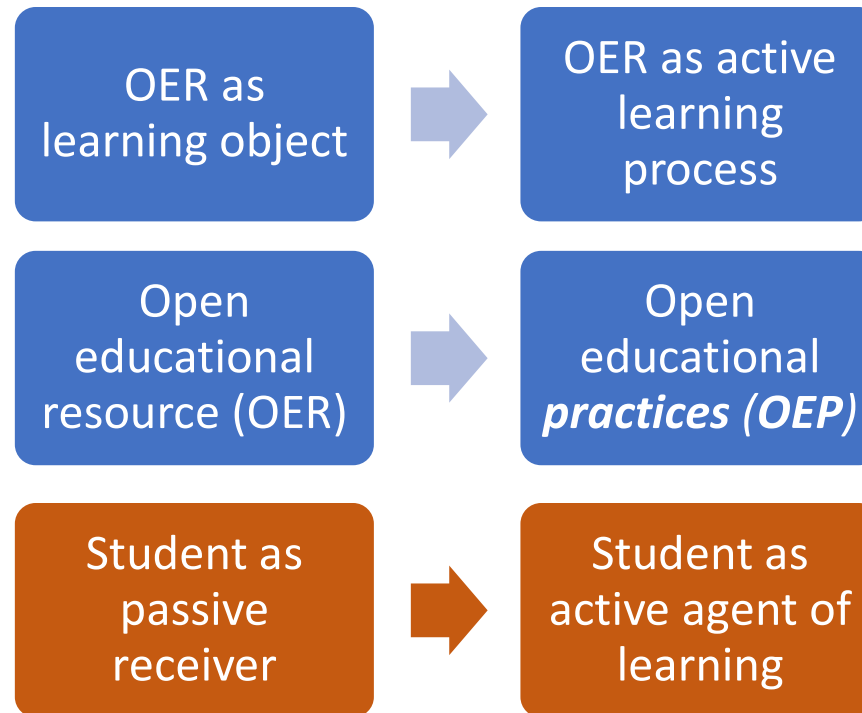 OER as
learning object
OER as active
learning
process
Open
educational
resource (OER)
Open
educational
practices (OEP)
Student as
passive
receiver
Student as
active agent of
learning